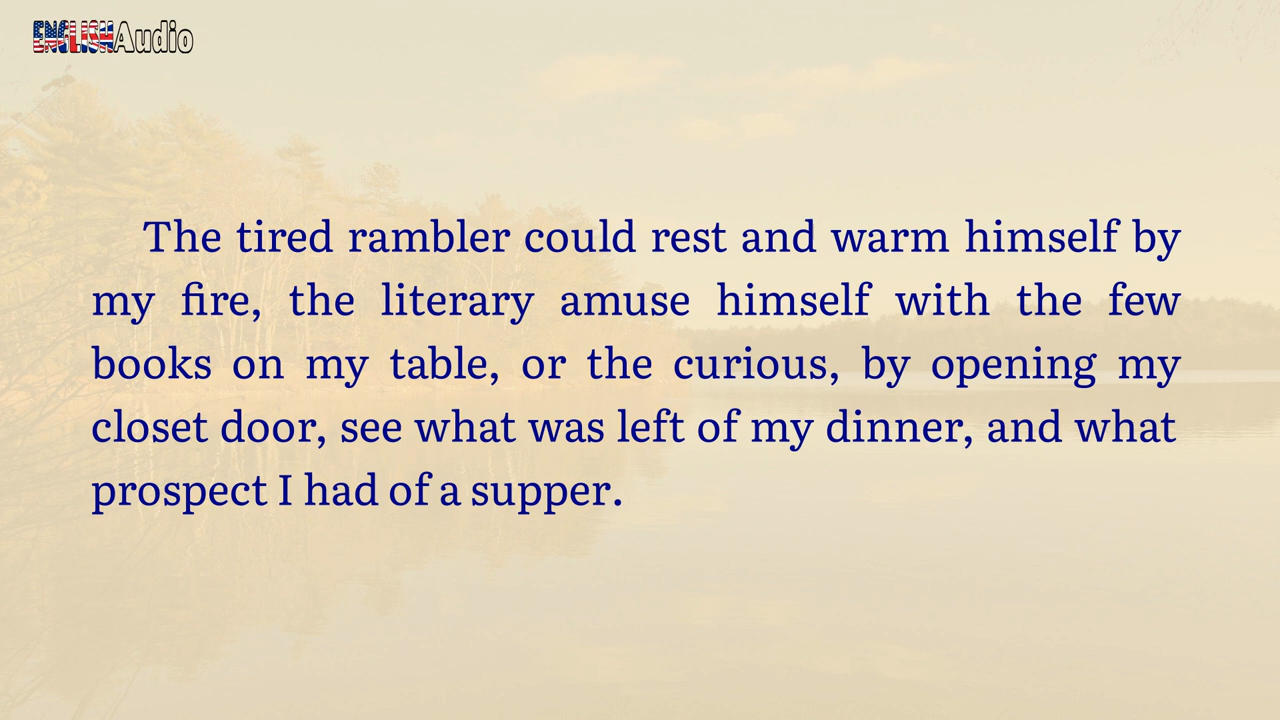 ENGLISHAudio
The tired rambler could rest and warm himself by
my fire, the literary amuse himself with the few
books on my table, or the curious, by opening my
closet door, see what was left of my dinner, and what
prospect I had of a supper.